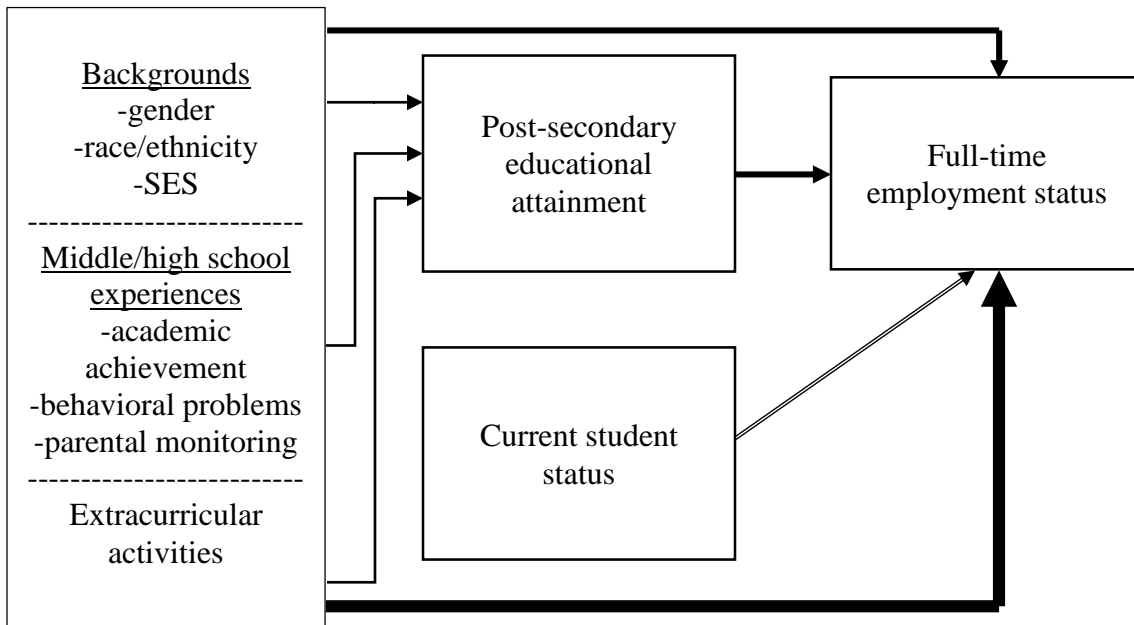 Backgrounds
-gender
-race/ethnicity
-SES
---------------------------
Middle/high school
experiences
-academic
achievement
-behavioral problems
-parental monitoring
---------------------------
Extracurricular
activities
Post-secondary
educational
attainment
Current student
status
Full-time
employment status